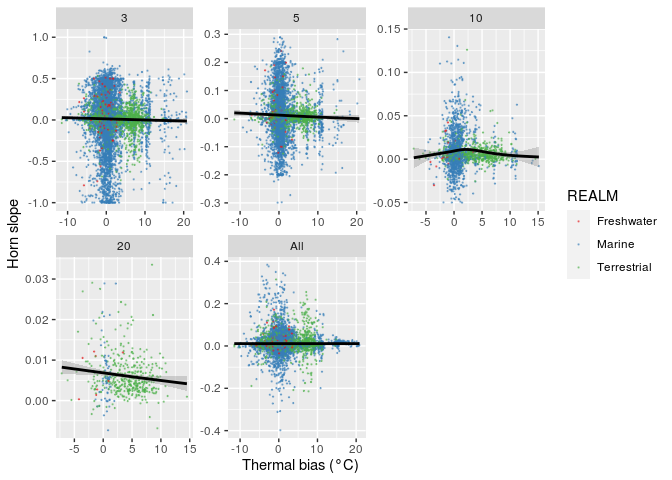 3
5
10
1.0
0.5
0.0
-0.5
-1.0
0.3
0.2
0.1
0.0
-0.1
-0.2
-0.3
0.15
0.10
0.05
0.00
-0.05
-10 0 10 20
-10 0 10 20
-5 0 5 10 15
20
All
0.03
0.02
0.01
0.00
0.4
0.2
0.0
-0.2
-0.4
-5 0 5 10 15
-10 0 10 20
Horn slope
Thermal bias (°C)
REALM
Freshwater
Marine
Terrestrial